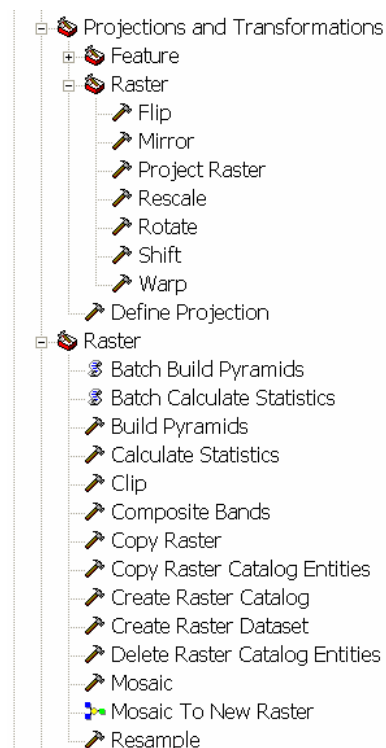 Projections and Transformations
Feature
Raster
Flip
Mirror
Project Raster
Rescale
Rotate
Shift
Warp
Define Projection
Raster
Batch Build Pyramids
Batch Calculate Statistics
Build Pyramids
Calculate Statistics
Clip
Composite Bands
Copy Raster
Copy Raster Catalog Entities
Create Raster Catalog
Create Raster Dataset
Delete Raster Catalog Entities
Mosaic
Mosaic To New Raster
Resample